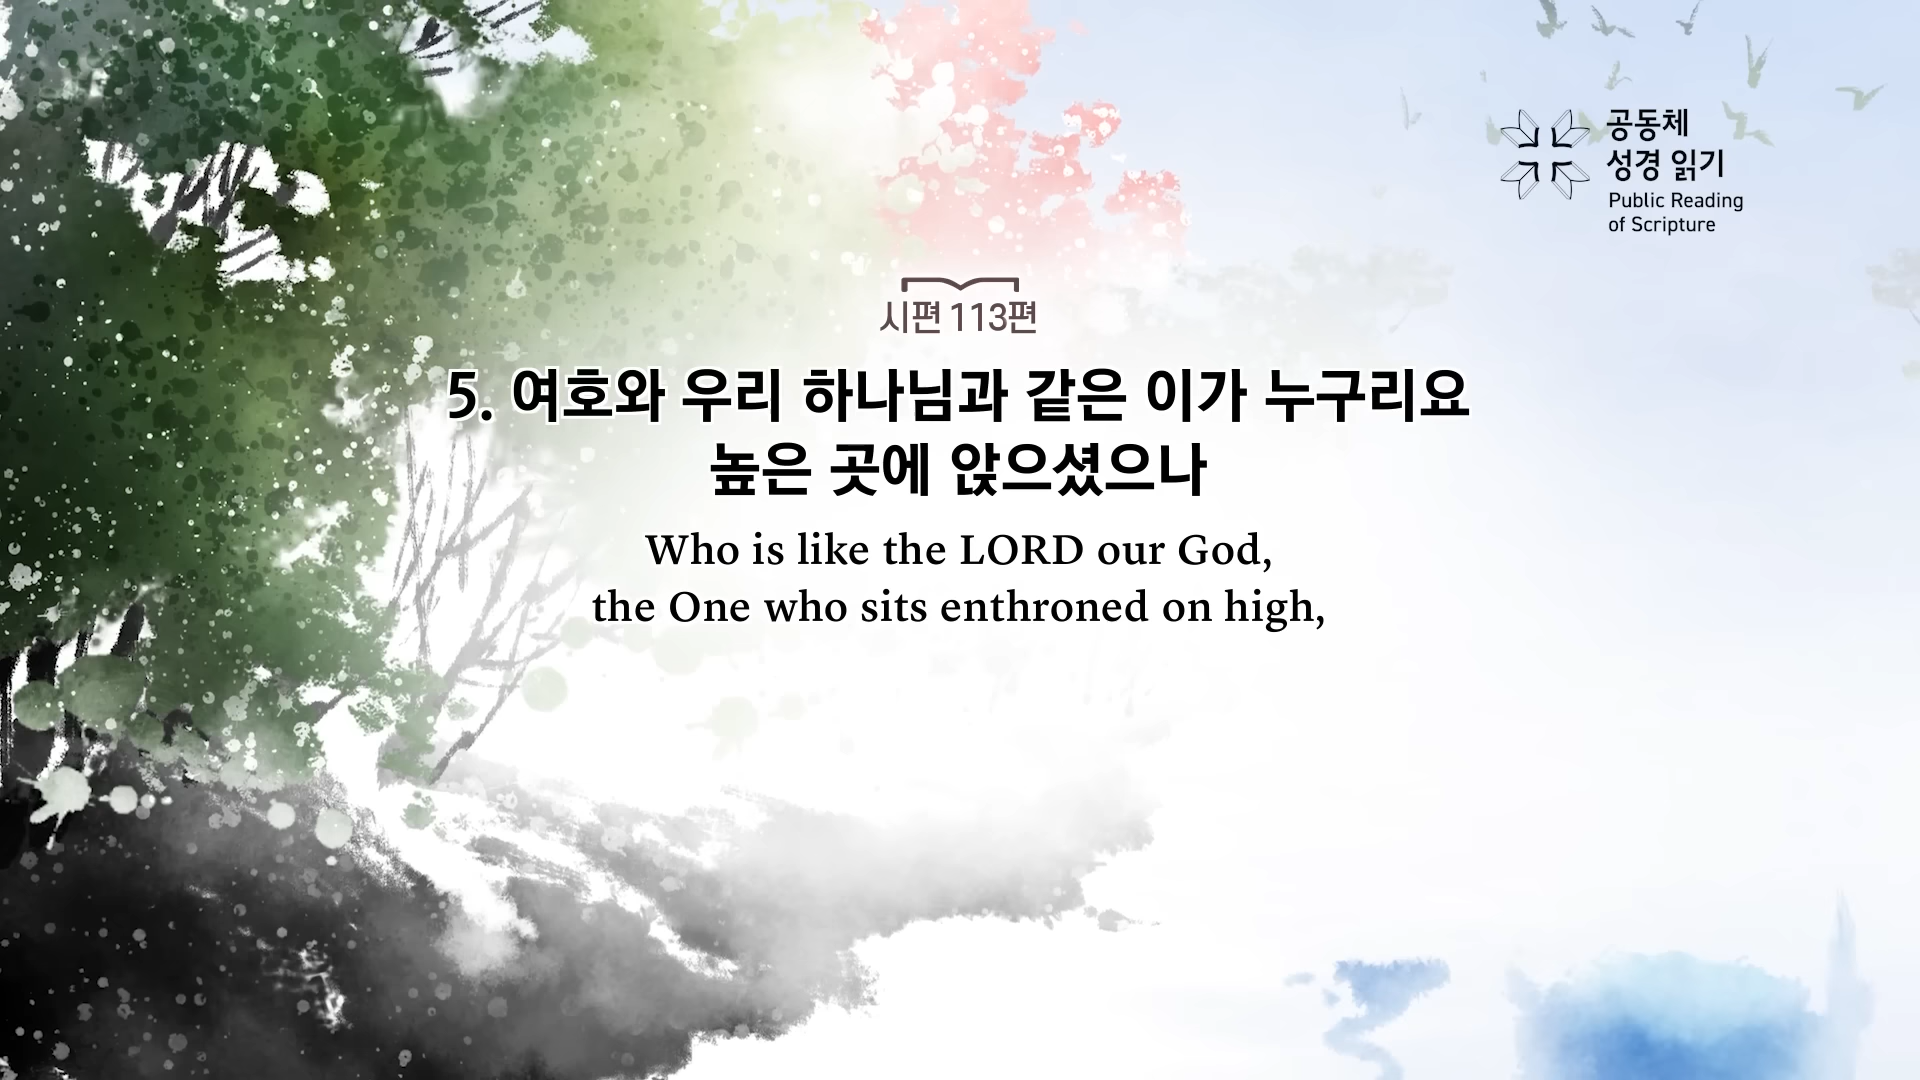 공동체
성경 읽기
Public Reading
of Scripture
시편 113편
5. 여호와 우리 하나님과 같은 이가 누구리요
높은 곳에 앉으셨으나
Who is like the LORD our God,
the One who sits enthroned on high,